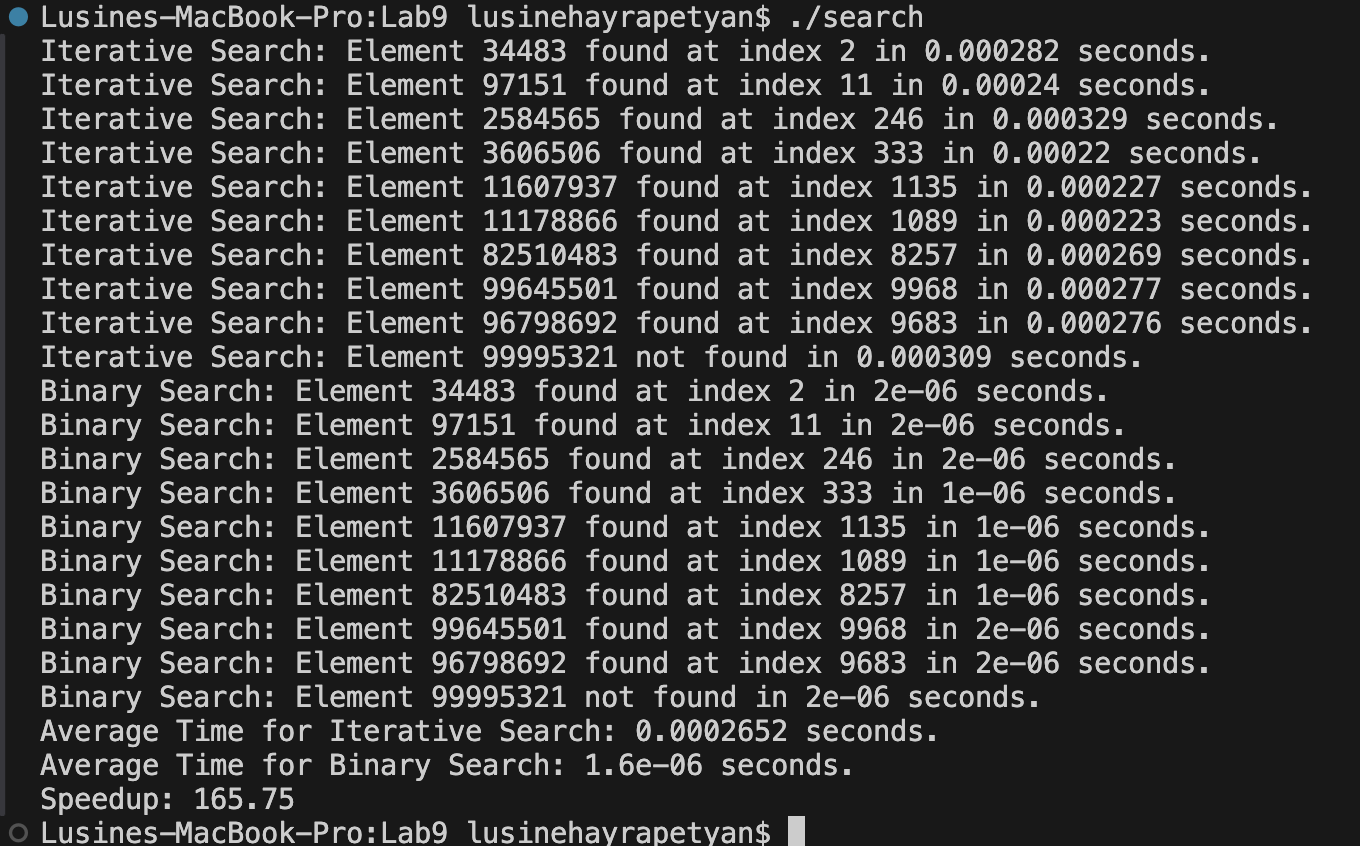 Lusines-MacBook-Pro:Lab9 lusinehayrapetyan$ ./search
Iterative Search: Element 34483 found at index 2 in 0.000282 seconds.
Iterative Search: Element 97151 found at index 11 in 0.00024 seconds.
Iterative Search: Element 2584565 found at index 246 in 0.000329 seconds.
Iterative Search: Element 3606506 found at index 333 in 0.00022 seconds.
Iterative Search: Element 11607937 found at index 1135 in 0.000227 seconds.
Iterative Search: Element 11178866 found at index 1089 in 0.000223 seconds.
Iterative Search: Element 82510483 found at index 8257 in 0.000269 seconds.
Iterative Search: Element 99645501 found at index 9968 in 0.000277 seconds.
Iterative Search: Element 96798692 found at index 9683 in 0.000276 seconds.
Iterative Search: Element 99995321 not found in 0.000309 seconds.
Binary Search: Element 34483 found at index 2 in 2e-06 seconds.
Binary Search: Element 97151 found at index 11 in 2e-06 seconds.
Binary Search: Element 2584565 found at index 246 in 2e-06 seconds.
Binary Search: Element 3606506 found at index 333 in 1e-06 seconds.
Binary Search: Element 11607937 found at index 1135 in 1e-06 seconds.
Binary Search: Element 11178866 found at index 1089 in 1e-06 seconds.
Binary Search: Element 82510483 found at index 8257 in 1e-06 seconds.
Binary Search: Element 99645501 found at index 9968 in 2e-06 seconds.
Binary Search: Element 96798692 found at index 9683 in 2e-06 seconds.
Binary Search: Element 99995321 not found in 2e-06 seconds.
Average Time for Iterative Search: 0.0002652 seconds.
Average Time for Binary Search: 1.6e-06 seconds.
Speedup: 165.75
Lusines-MacBook-Pro:Lab9 lusinehayrapetyan$